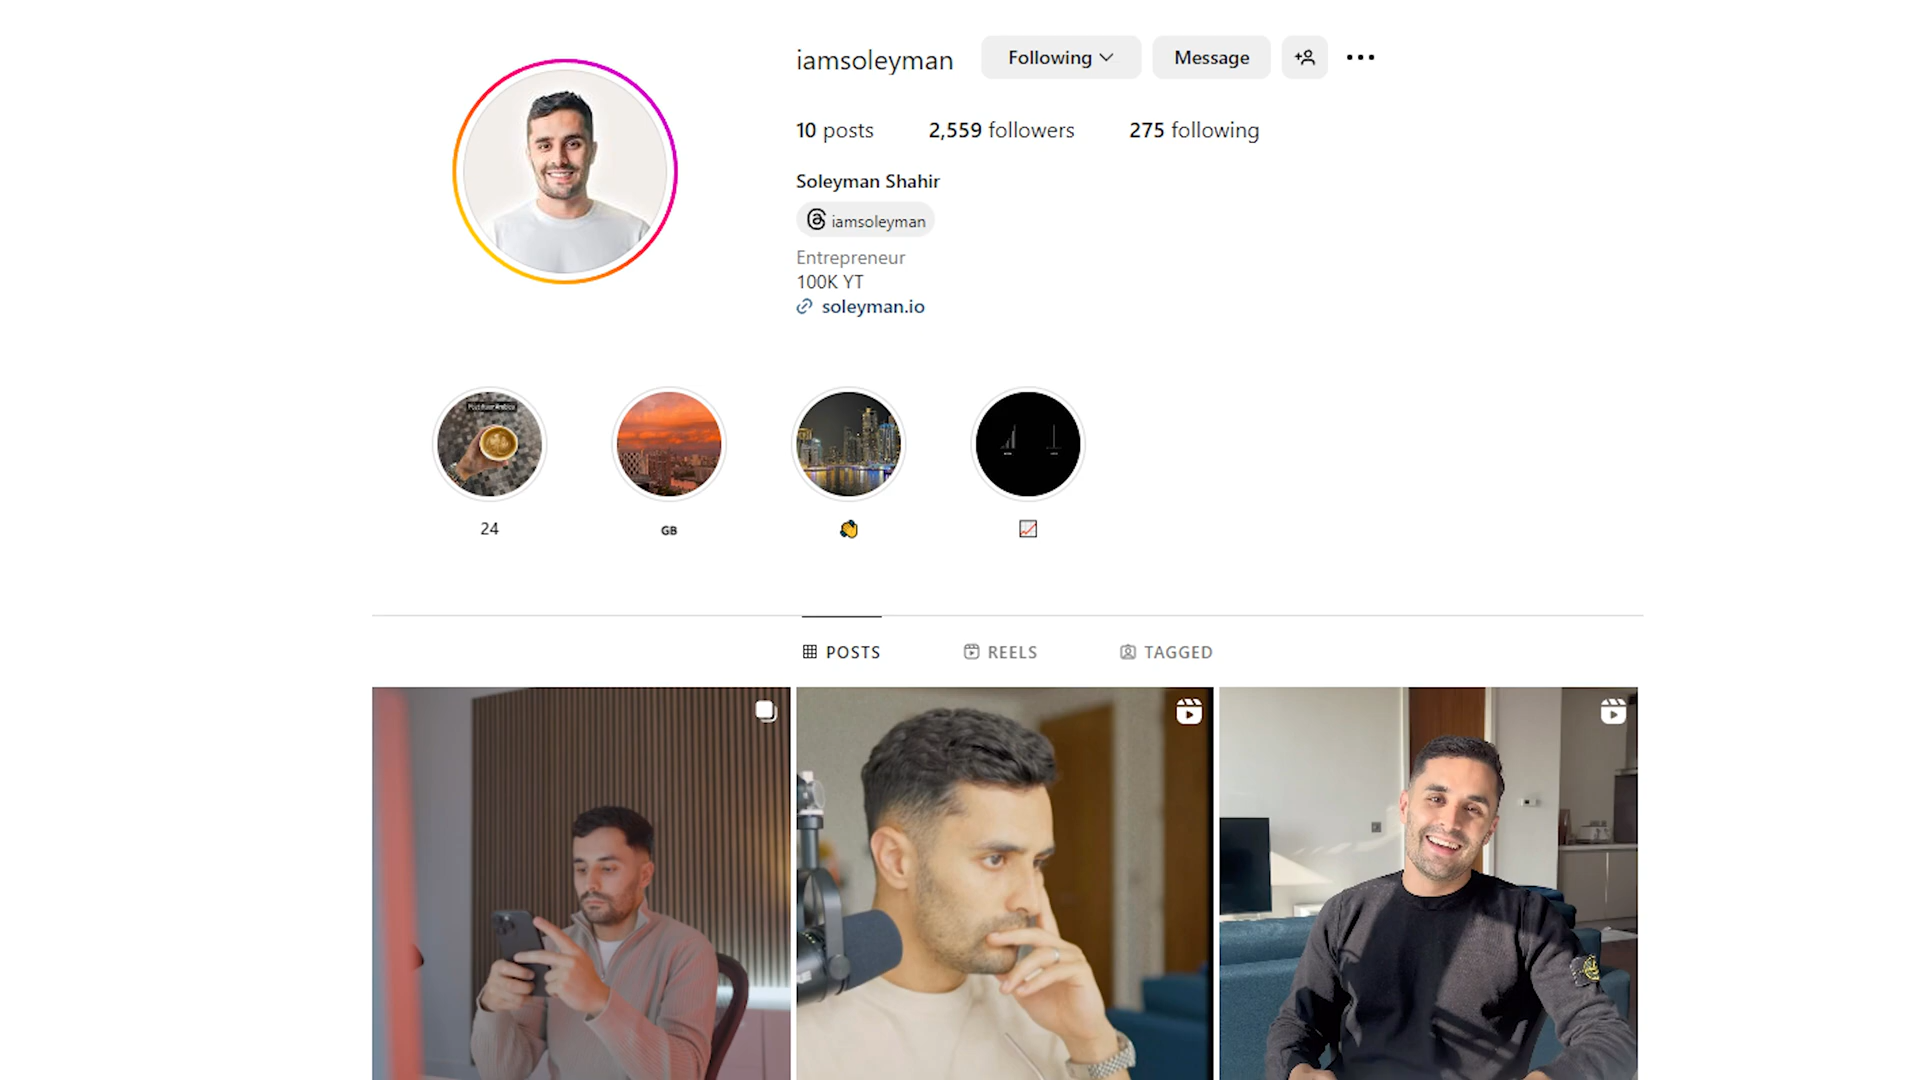 iamsoleyman Following Message
10 posts 2,559 followers 275 following
Soleyman Shahir
iamsoleyman
Entrepreneur
100K YT
soleyman.io
24 GB
POSTS REELS TAGGED